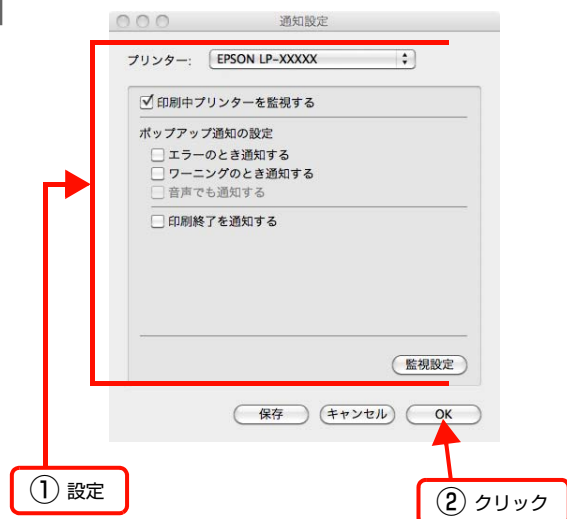 通知設定
プリンター: EPSON LP-XXXXX
印刷中プリンターを監視する
ポップアップ通知の設定
エラーのとき通知する
ワーニングのとき通知する
音声でも通知する
印刷終了を通知する
監視設定
保存 キャンセル OK
① 設定
② クリック